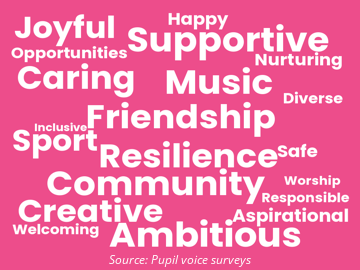 Happy
Joyful
Supportive
Opportunities
Nurturing
Caring
Music
Diverse
Friendship
Inclusive
Sport
Resilience
Safe
Community
Worship
Responsible
Creative
Aspirational
Welcoming
Ambitious
Source: Pupil voice surveys